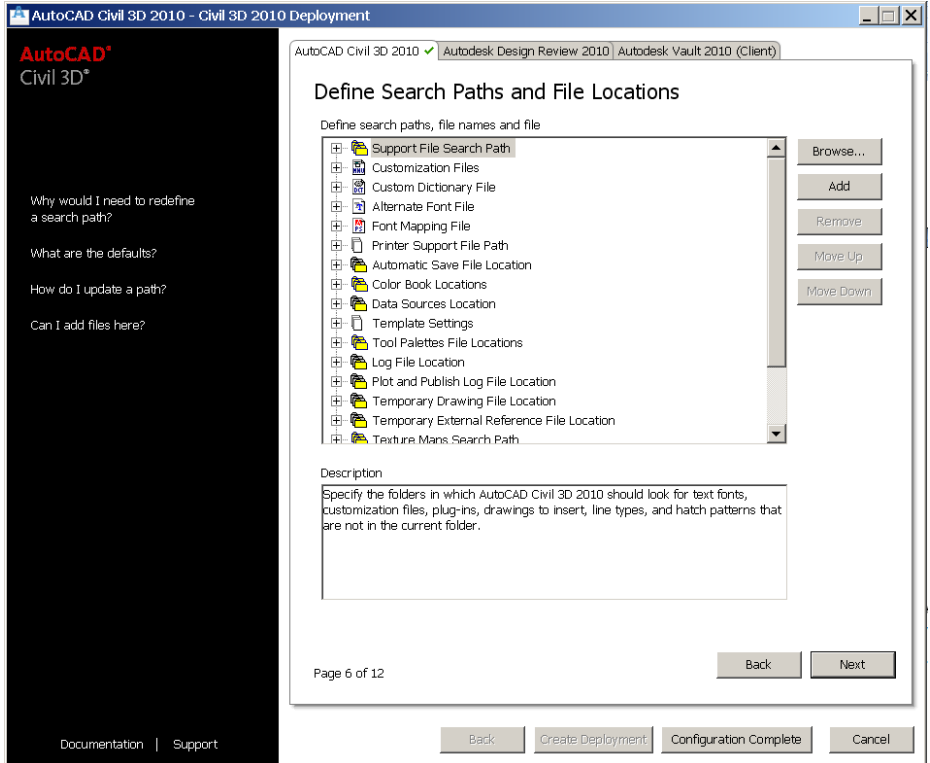 AutoCAD Civil 3D 2010 - Civil 3D 2010 Deployment
AutoCAD®
Civil 3D®
Why would I need to redefine
a search path?
What are the defaults?
How do I update a path?
Can I add files here?
Documentation | Support
AutoCAD Civil 3D 2010 ✓ Autodesk Design Review 2010 Autodesk Vault 2010 (Client)
Define Search Paths and File Locations
Define search paths, file names and file
Support File Search Path
Customization Files
Custom Dictionary File
Alternate Font File
Font Mapping File
Printer Support File Path
Automatic Save File Location
Color Book Locations
Data Sources Location
Template Settings
Tool Palettes File Locations
Log File Location
Plot and Publish Log File Location
Temporary Drawing File Location
Temporary External Reference File Location
Texture Maps Search Path
Browse...
Add
Remove
Move Up
Move Down
Description
Specify the folders in which AutoCAD Civil 3D 2010 should look for text fonts,
customization files, plug-ins, drawings to insert, line types, and hatch patterns that
are not in the current folder.
Page 6 of 12
Back
Next
Back
Create Deployment
Configuration Complete
Cancel